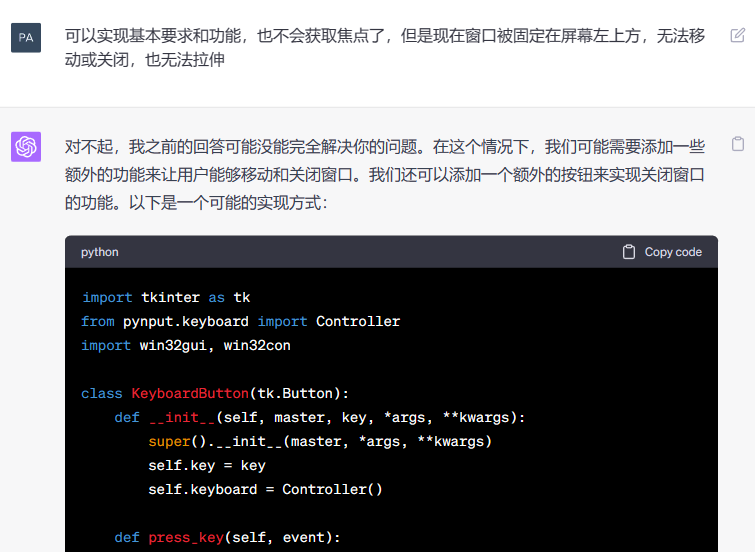 PA
可以实现基本要求和功能，也不会获取焦点了，但是现在窗口被固定在屏幕左上方，无法移
动或关闭，也无法拉伸
对不起，我之前的回答可能没能完全解决你的问题。在这个情况下，我们可能需要添加一些
额外的功能来让用户能够移动和关闭窗口。我们还可以添加一个额外的按钮来实现关闭窗口
的功能。以下是一个可能的实现方式：
python Copy code
import tkinter as tk
from pynput.keyboard import Controller
import win32gui, win32con
class KeyboardButton(tk.Button):
    def __init__(self, master, key, *args, **kwargs):
        super().__init__(master, *args, **kwargs)
        self.key = key
        self.keyboard = Controller()
    def press_key(self, event):